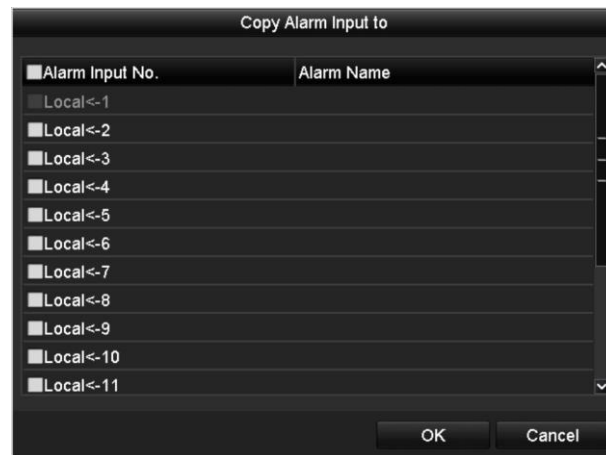 Copy Alarm Input to
Alarm Input No. Alarm Name
Local<-1
Local<-2
Local<-3
Local<-4
Local<-5
Local<-6
Local<-7
Local<-8
Local<-9
Local<-10
Local<-11
OK Cancel